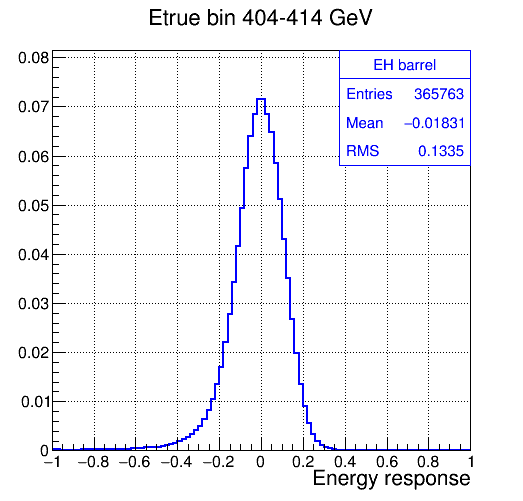 Etrue bin 404-414 GeV
EH barrel
Entries 365763
Mean −0.01831
RMS 0.1335
0.08
0.07
0.06
0.05
0.04
0.03
0.02
0.01
0
−1 −0.8 −0.6 −0.4 −0.2 0 0.2 0.4 0.6 0.8 1
Energy response